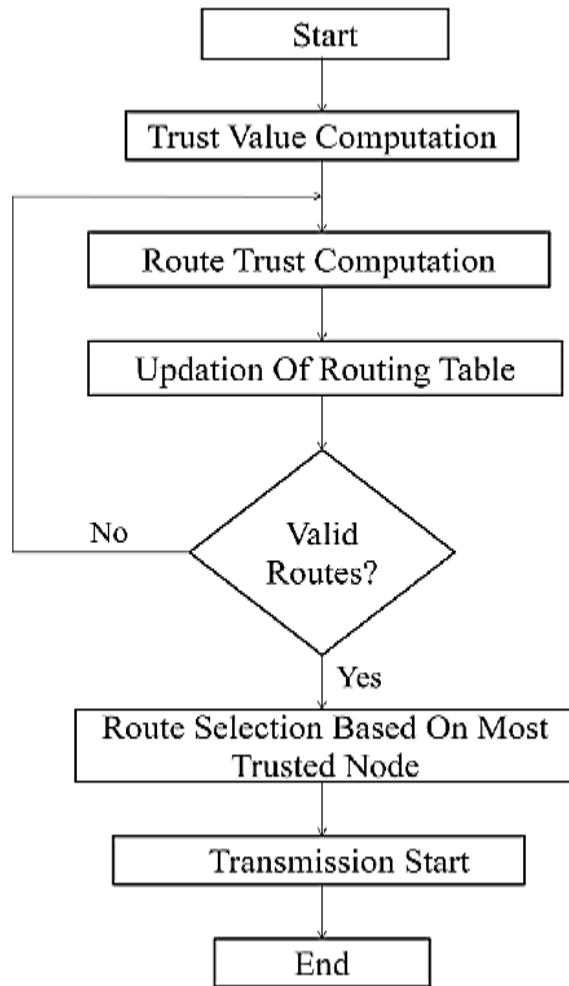 Start
Trust Value Computation
Route Trust Computation
Updation Of Routing Table
Valid
Routes?
No
Yes
Route Selection Based On Most
Trusted Node
Transmission Start
End